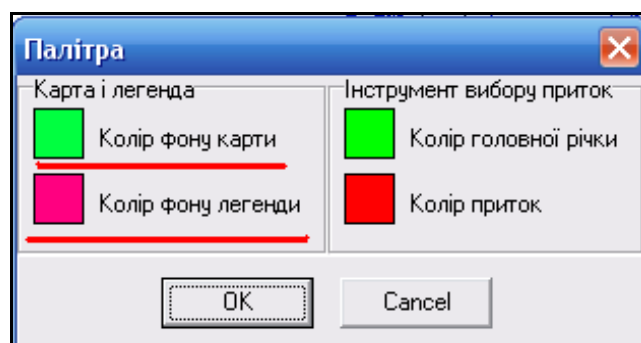 Палітра
Карта і легенда
Колір фону карти
Колір фону легенди
Інструмент вибору приток
Колір головної річки
Колір приток
OK
Cancel